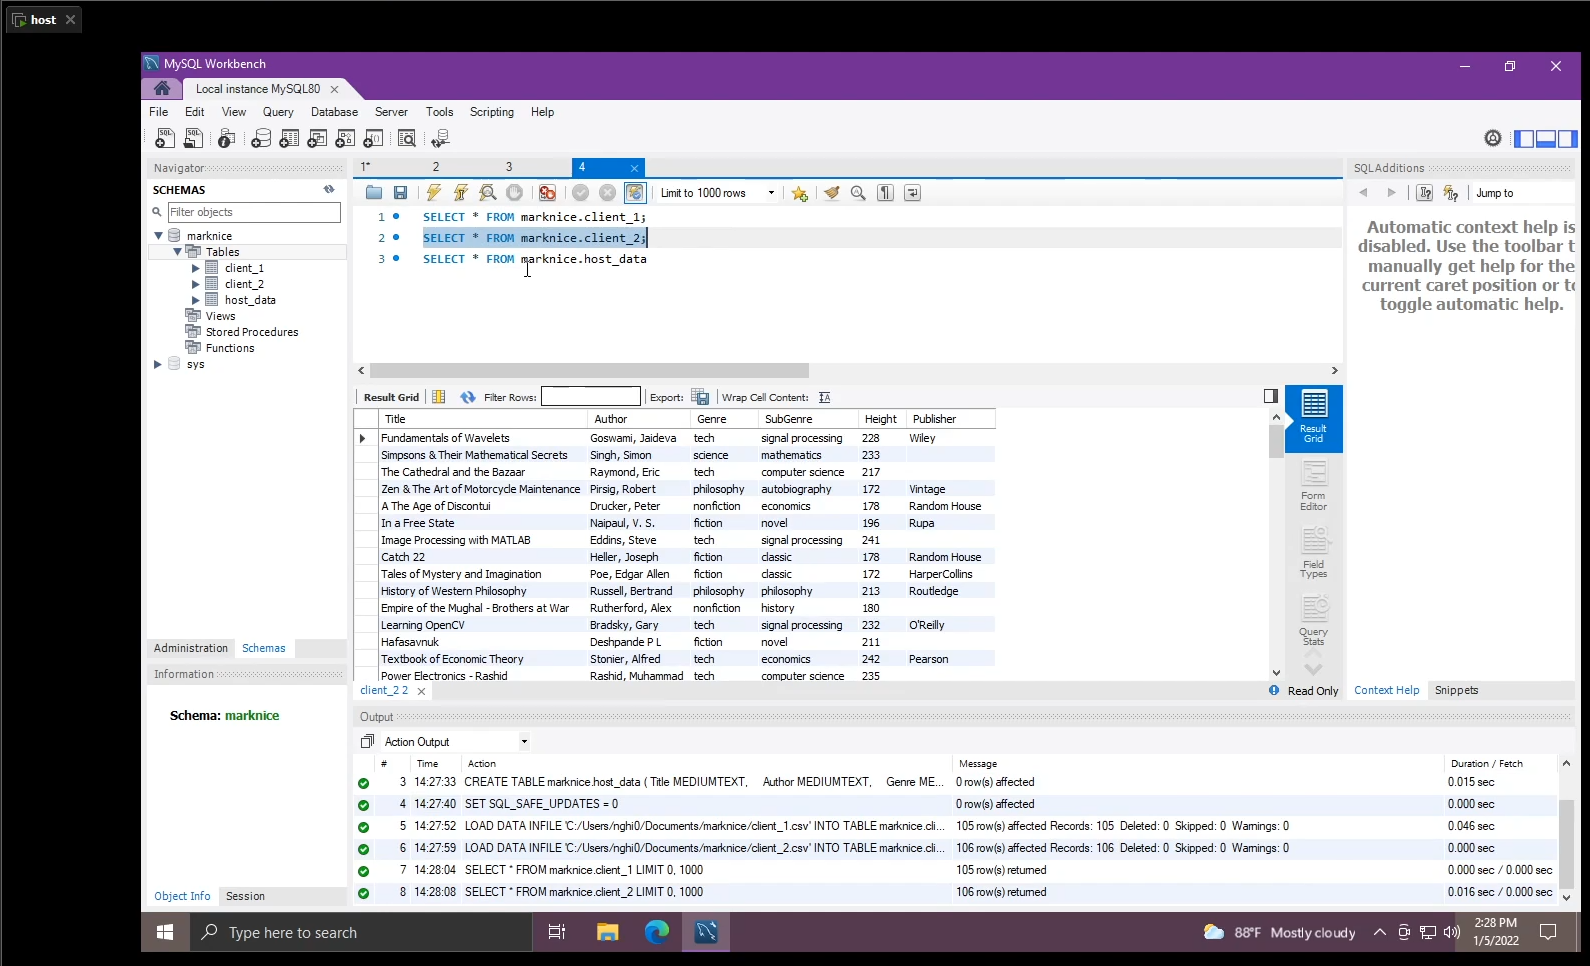 host
MySQL Workbench
Local instance MySQL80
File Edit View Query Database Server Tools Scripting Help
Navigator
SCHEMAS
Filter objects
marknice
Tables
client_1
client_2
host_data
Views
Stored Procedures
Functions
sys
Administration Schemas
Information
Schema: marknice
Object Info Session
1* 2 3 4
Limit to 1000 rows
1 SELECT * FROM marknice.client_1;
2 SELECT * FROM marknice.client_2;
3 SELECT * FROM marknice.host_data
Result Grid Filter Rows: Export: Wrap Cell Content:
Title Author Genre SubGenre Height Publisher
Fundamentals of Wavelets Goswami, Jaideva tech signal processing 228 Wiley
Simpsons & Their Mathematical Secrets Singh, Simon science mathematics 233
The Cathedral and the Bazaar Raymond, Eric tech computer science 217
Zen & The Art of Motorcycle Maintenance Pirsig, Robert philosophy autobiography 172 Vintage
A The Age of Discontui Drucker, Peter nonfiction economics 178 Random House
In a Free State Naipaul, V. S. fiction novel 196 Rupa
Image Processing with MATLAB Eddins, Steve tech signal processing 241
Catch 22 Heller, Joseph fiction classic 178 Random House
Tales of Mystery and Imagination Poe, Edgar Allen fiction classic 172 HarperCollins
History of Western Philosophy Russell, Bertrand philosophy philosophy 213 Routledge
Empire of the Mughal - Brothers at War Rutherford, Alex nonfiction history 180
Learning OpenCV Bradsky, Gary tech signal processing 232 O'Reilly
Hafasavnuk Deshpande P L fiction novel 211
Textbook of Economic Theory Stonier, Alfred tech economics 242 Pearson
Power Electronics - Rashid Rashid, Muhammad tech computer science 235
client_2 2
Read Only
Result
Grid
Form
Editor
Field
Types
Query
Stats
SQLAdditions
Jump to
Automatic context help is
disabled. Use the toolbar t
manually get help for the
current caret position or to
toggle automatic help.
Context Help Snippets
Output
Action Output
# Time Action Message Duration / Fetch
3 14:27:33 CREATE TABLE marknice.host_data ( Title MEDIUMTEXT, Author MEDIUMTEXT, Genre ME... 0 row(s) affected 0.015 sec
4 14:27:40 SET SQL_SAFE_UPDATES = 0 0 row(s) affected 0.000 sec
5 14:27:52 LOAD DATA INFILE 'C:/Users/nghi0/Documents/marknice/client_1.csv' INTO TABLE marknice.cli... 105 row(s) affected Records: 105 Deleted: 0 Skipped: 0 Warnings: 0 0.046 sec
6 14:27:59 LOAD DATA INFILE 'C:/Users/nghi0/Documents/marknice/client_2.csv' INTO TABLE marknice.cli... 106 row(s) affected Records: 106 Deleted: 0 Skipped: 0 Warnings: 0 0.000 sec
7 14:28:04 SELECT * FROM marknice.client_1 LIMIT 0, 1000 105 row(s) returned 0.000 sec / 0.000 sec
8 14:28:08 SELECT * FROM marknice.client_2 LIMIT 0, 1000 106 row(s) returned 0.016 sec / 0.000 sec
Type here to search
88°F Mostly cloudy
2:28 PM
1/5/2022